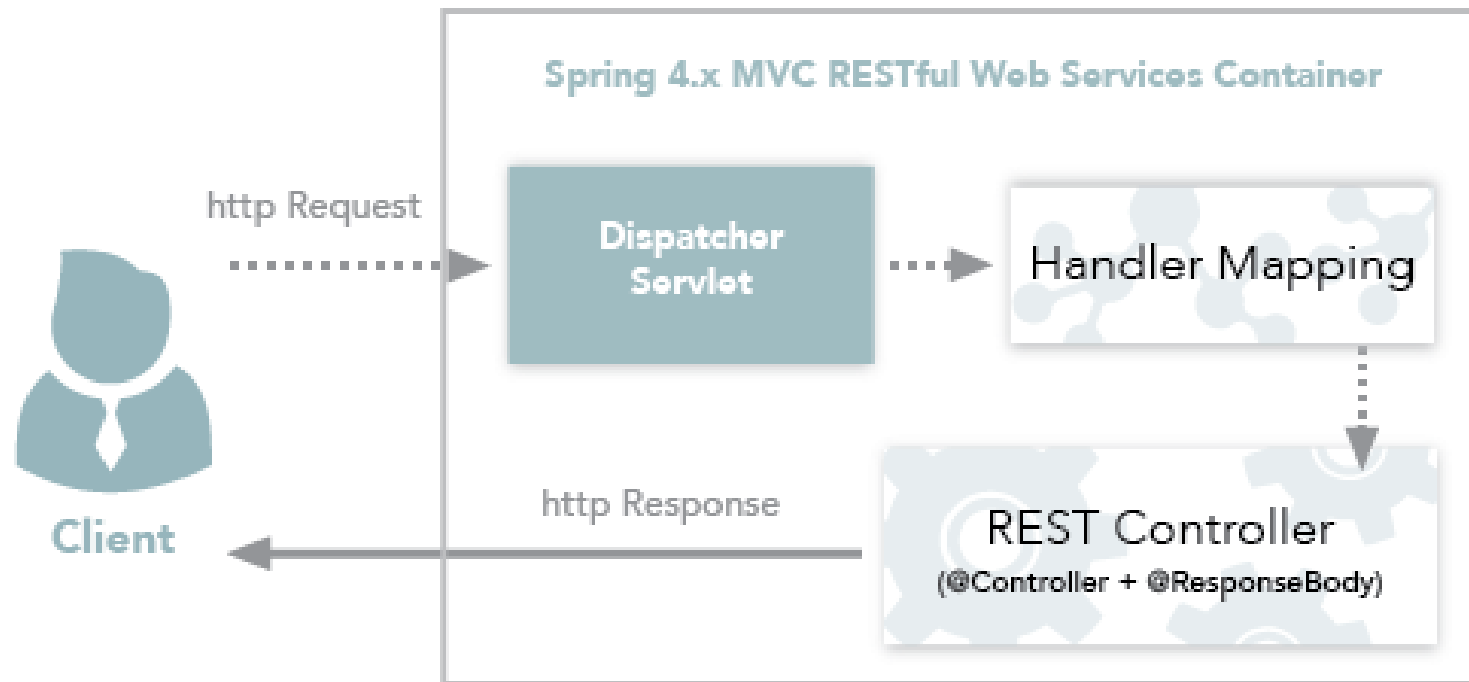 Spring 4.x MVC RESTful Web Services Container
http Request
Dispatcher
Servlet
Handler Mapping
http Response
Client
REST Controller
(@Controller + @ResponseBody)